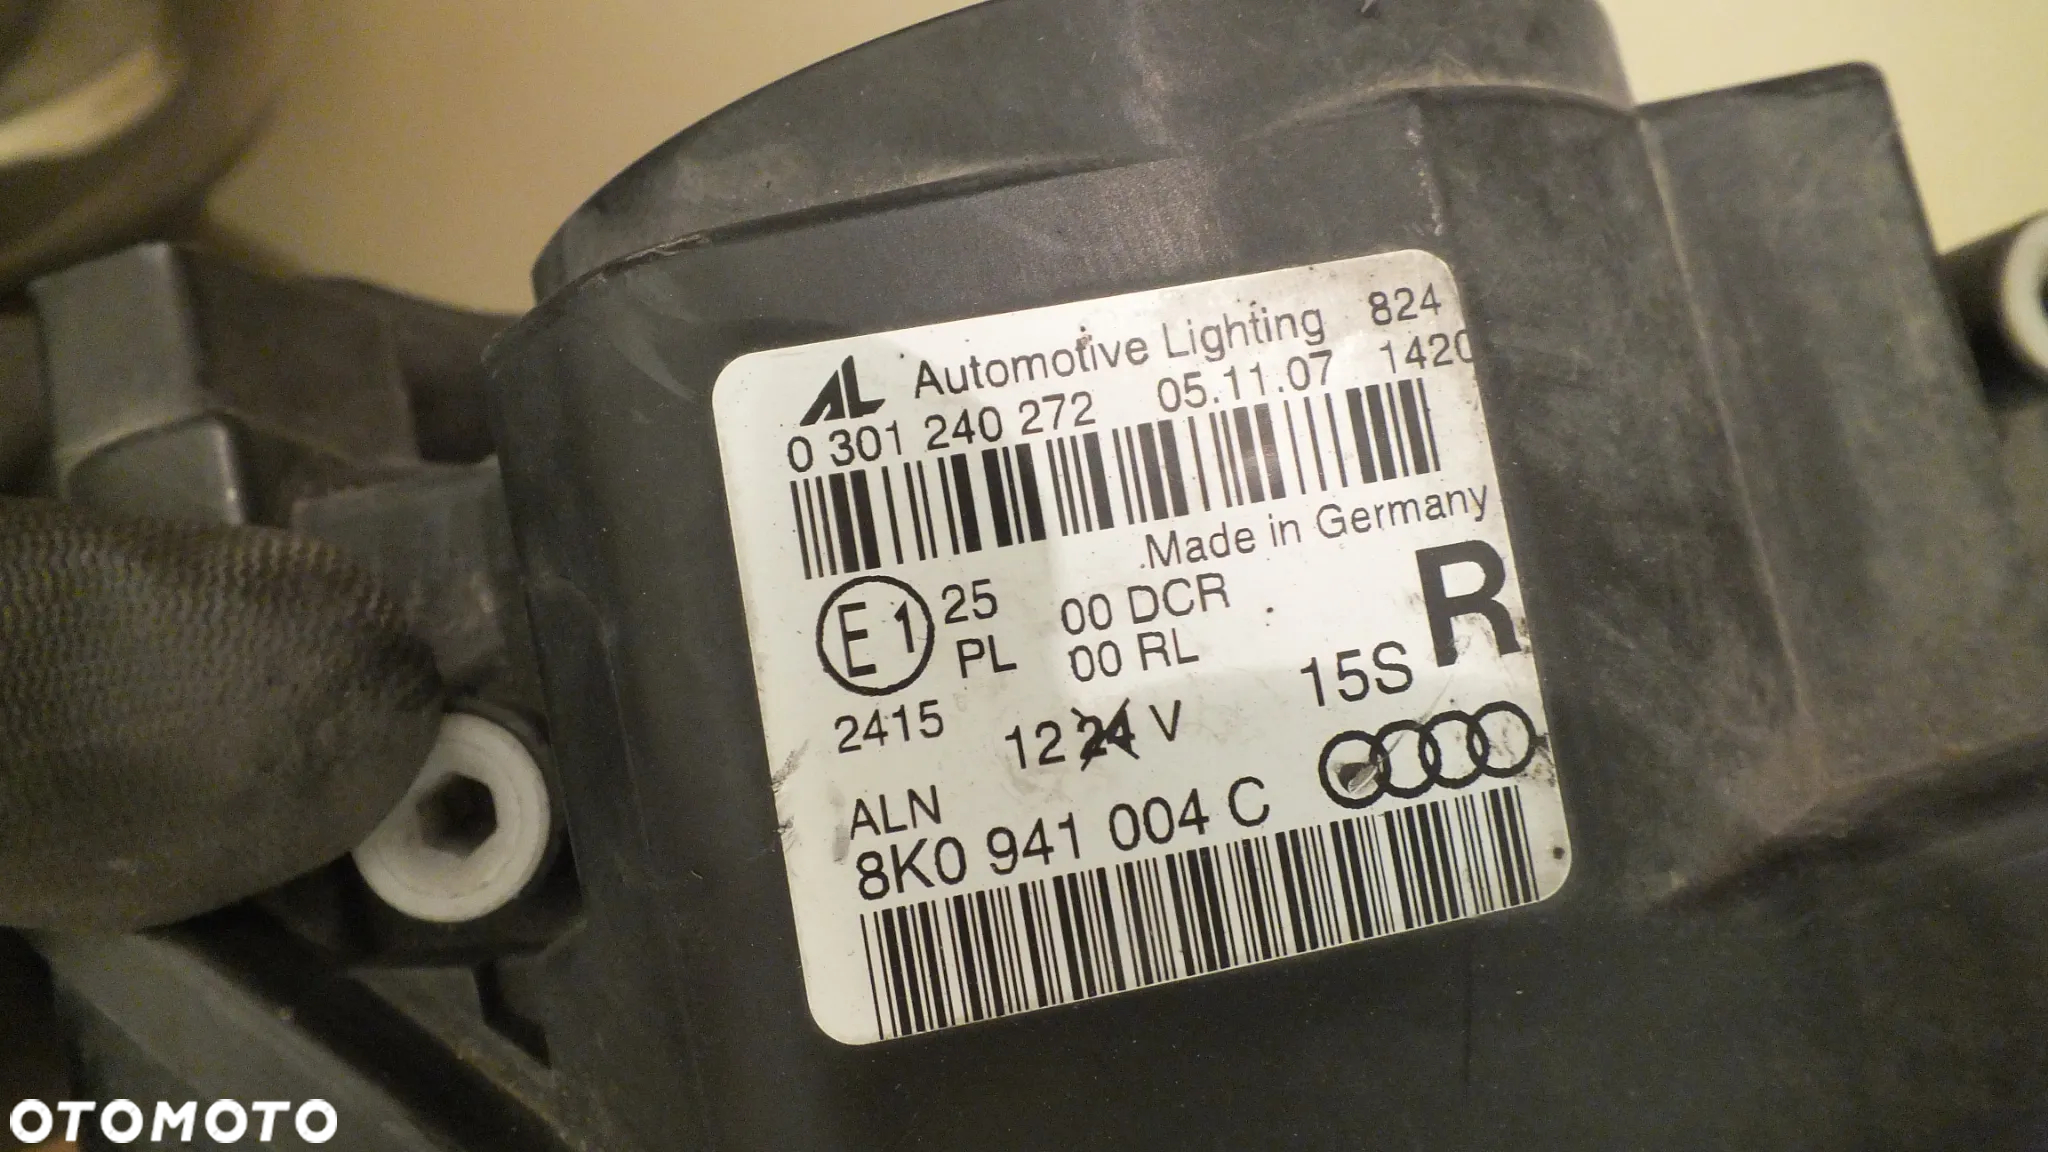 AL Automotive Lighting 824
0 301 240 272 05.11.07 1420
Made in Germany
E1 25 00 DCR R
PL 00 RL
2415 12 24 V 15S
ALN
8K0 941 004 C
OTOMOTO